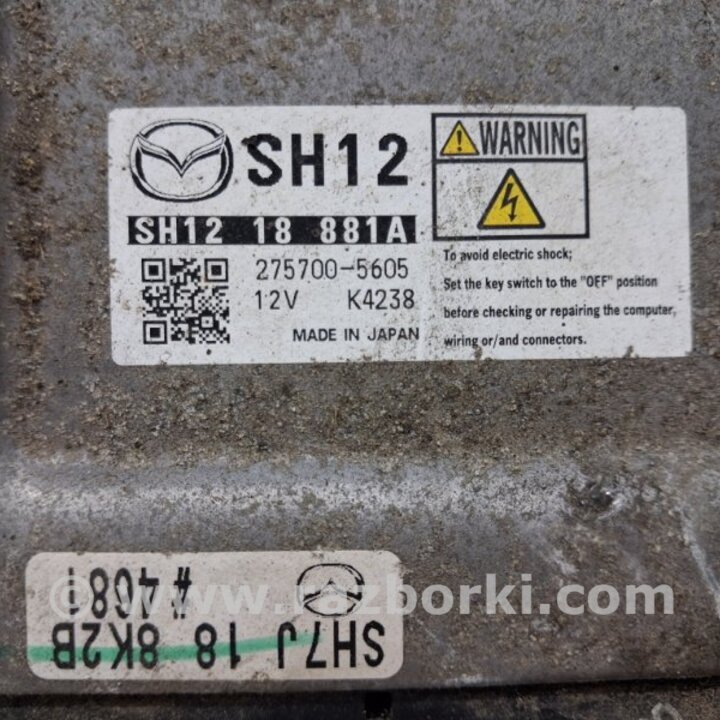 SH12
WARNING
SH12 18 881A
275700-5605
12V K4238
MADE IN JAPAN
To avoid electric shock;
Set the key switch to the "OFF" position
before checking or repairing the computer,
wiring or/and connectors.
SH7J 18 8K2B
#4681
© www.razborki.com